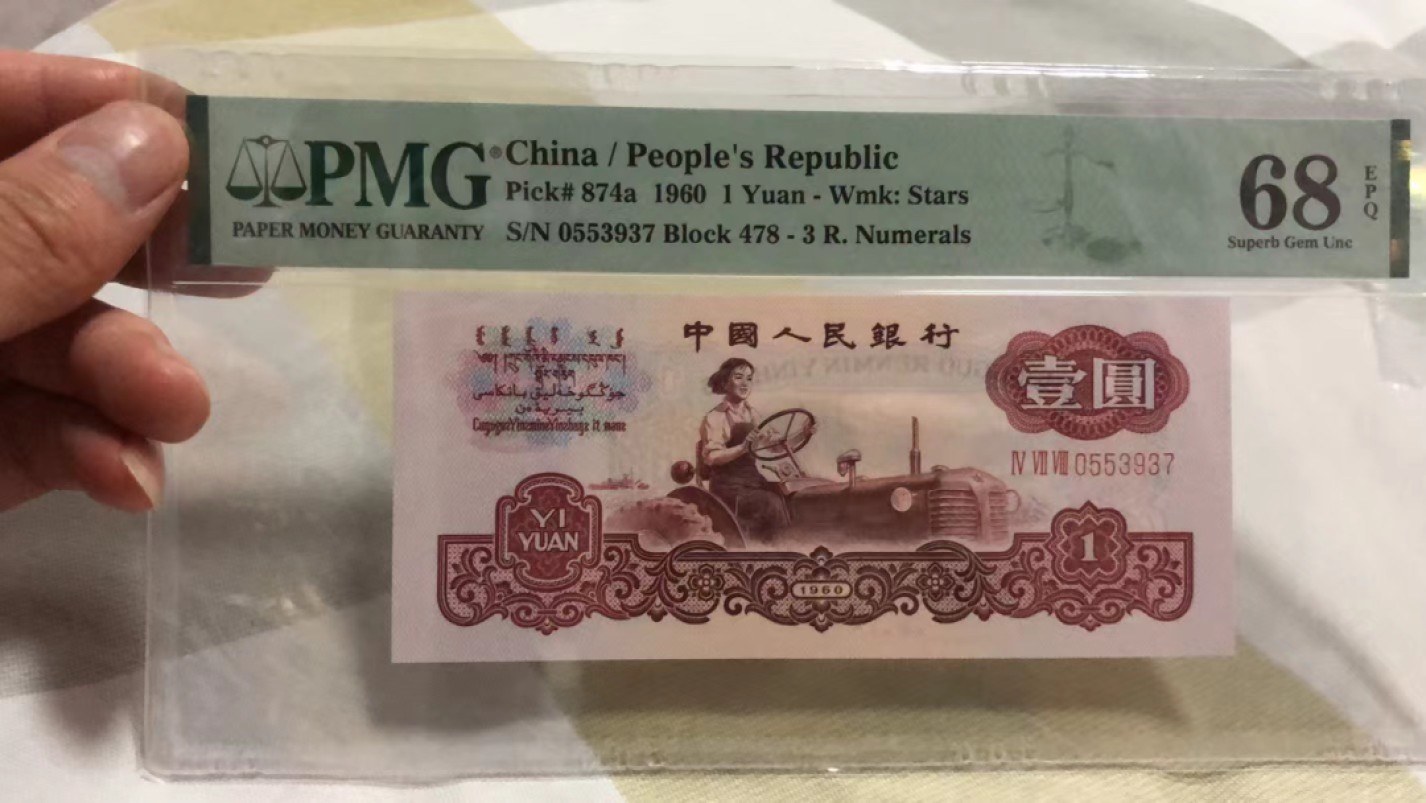 PMG®
PAPER MONEY GUARANTY
China / People's Republic
Pick# 874a 1960 1 Yuan - Wmk: Stars
S/N 0553937 Block 478 - 3 R. Numerals
68
EPQ
Superb Gem Unc
中國人民銀行
壹圓
IV VII VIII 0553937
YI
YUAN
1
1960